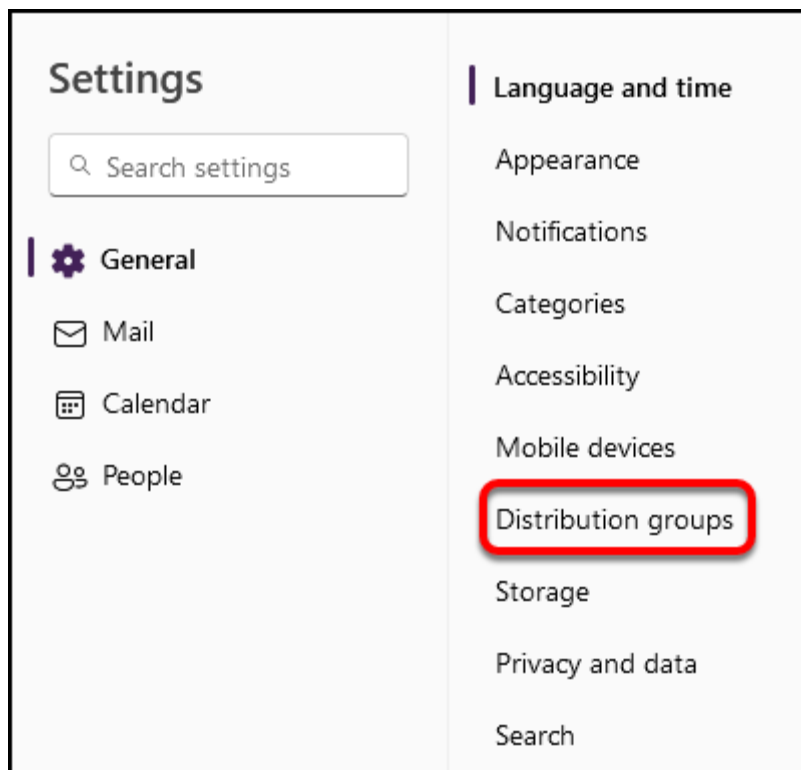 Settings
Search settings
General
Mail
Calendar
People
Language and time
Appearance
Notifications
Categories
Accessibility
Mobile devices
Distribution groups
Storage
Privacy and data
Search